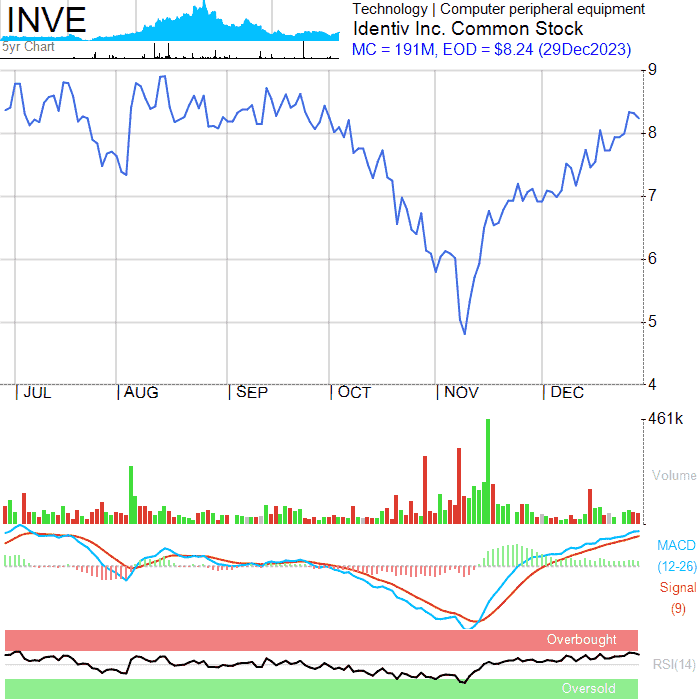 INVE
5yr Chart
Technology | Computer peripheral equipment
Identiv Inc. Common Stock
MC = 191M, EOD = $8.24 (29Dec2023)
9
8
7
6
5
4
JUL AUG SEP OCT NOV DEC
461k
Volume
MACD
(12-26)
Signal
(9)
Overbought
RSI(14)
Oversold